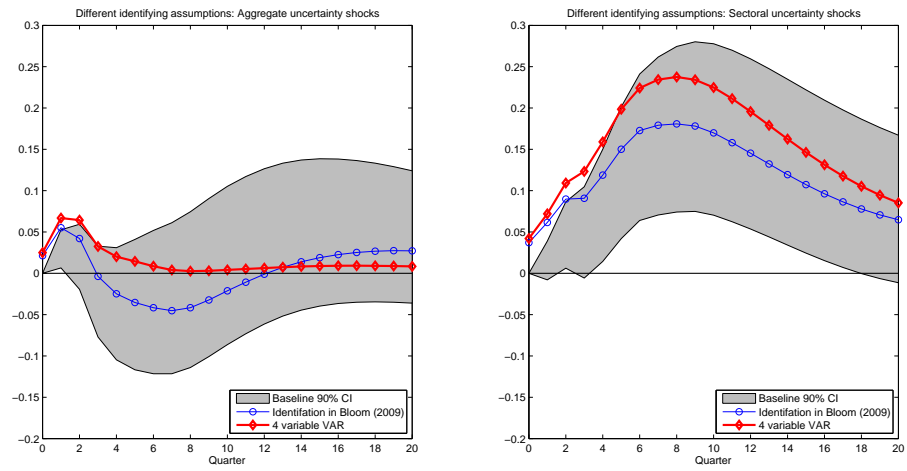 Different identifying assumptions: Aggregate uncertainty shocks
0.3
0.25
0.2
0.15
0.1
0.05
0
−0.05
−0.1
−0.15
−0.2
0 2 4 6 8 10 12 14 16 18 20
Quarter
Baseline 90% CI
Identifation in Bloom (2009)
4 variable VAR
Different identifying assumptions: Sectoral uncertainty shocks
0.3
0.25
0.2
0.15
0.1
0.05
0
−0.05
−0.1
−0.15
−0.2
0 2 4 6 8 10 12 14 16 18 20
Quarter
Baseline 90% CI
Identifation in Bloom (2009)
4 variable VAR